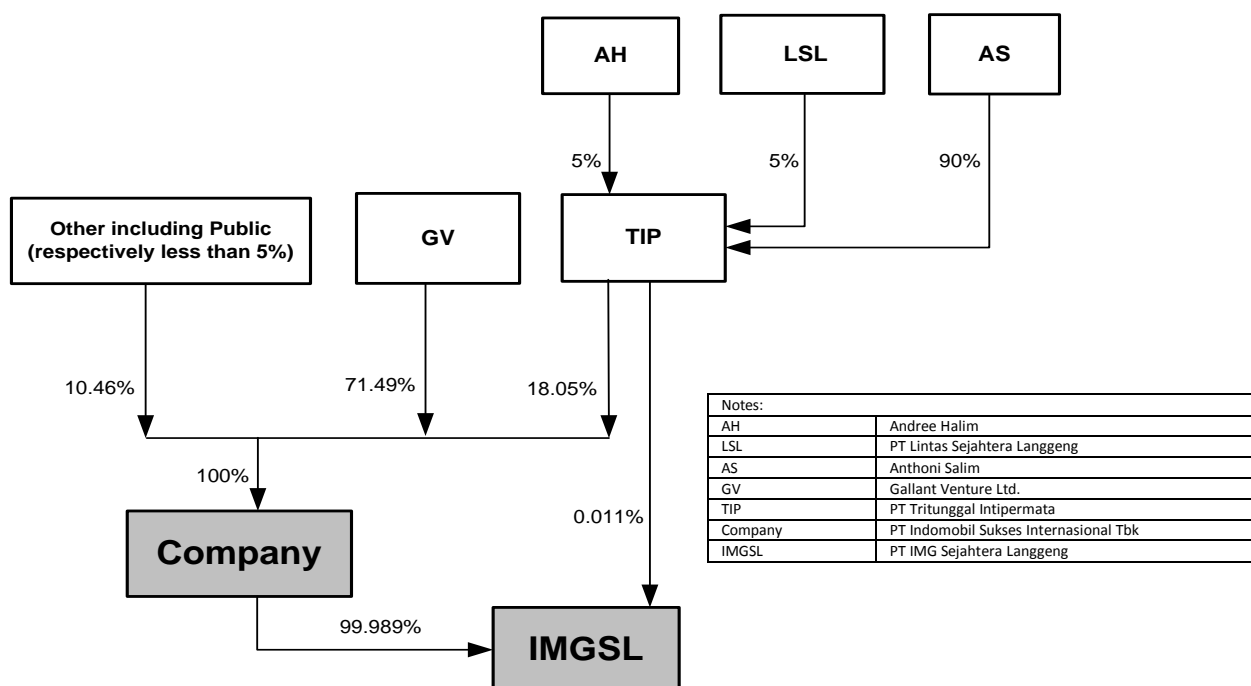 AH
LSL
AS
5%
5%
90%
Other including Public
(respectively less than 5%)
GV
TIP
10.46%
71.49%
18.05%
100%
0.011%
Company
99.989%
IMGSL
Notes:
AH Andree Halim
LSL PT Lintas Sejahtera Langgeng
AS Anthoni Salim
GV Gallant Venture Ltd.
TIP PT Tritunggal Intipermata
Company PT Indomobil Sukses Internasional Tbk
IMGSL PT IMG Sejahtera Langgeng